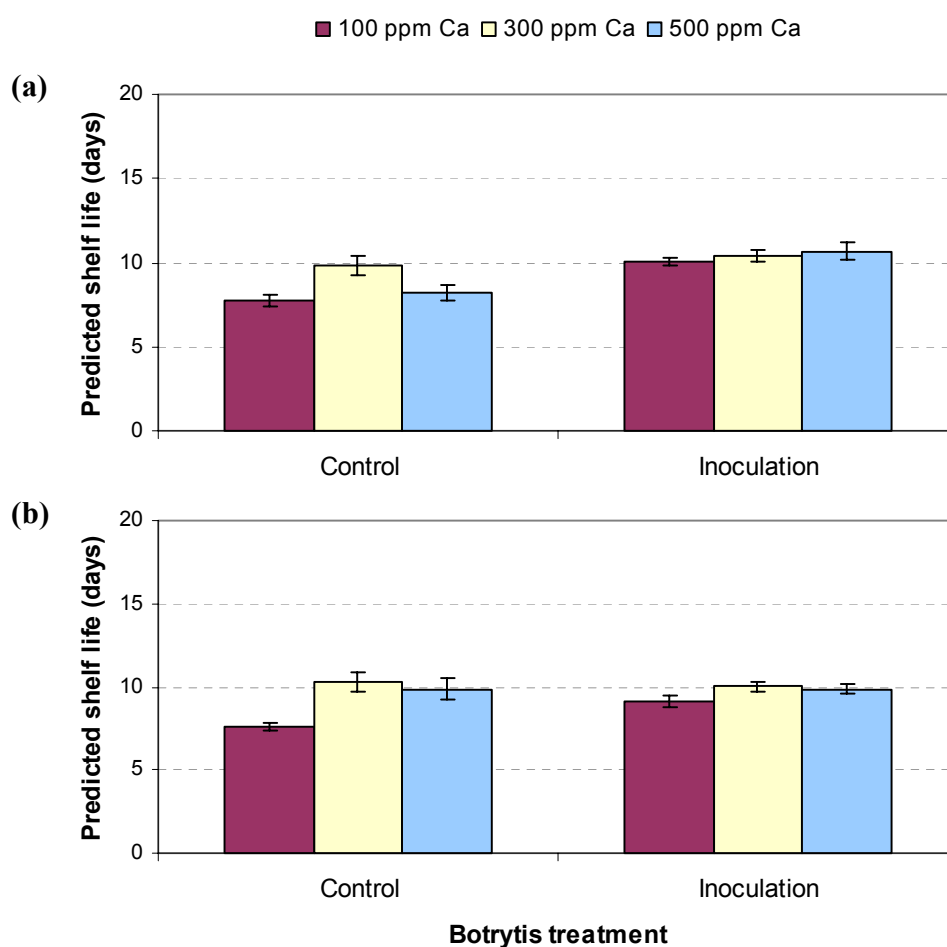 100 ppm Ca 300 ppm Ca 500 ppm Ca
(a)
Predicted shelf life (days)
20
15
10
5
0
Control Inoculation
(b)
Predicted shelf life (days)
20
15
10
5
0
Control Inoculation
Botrytis treatment